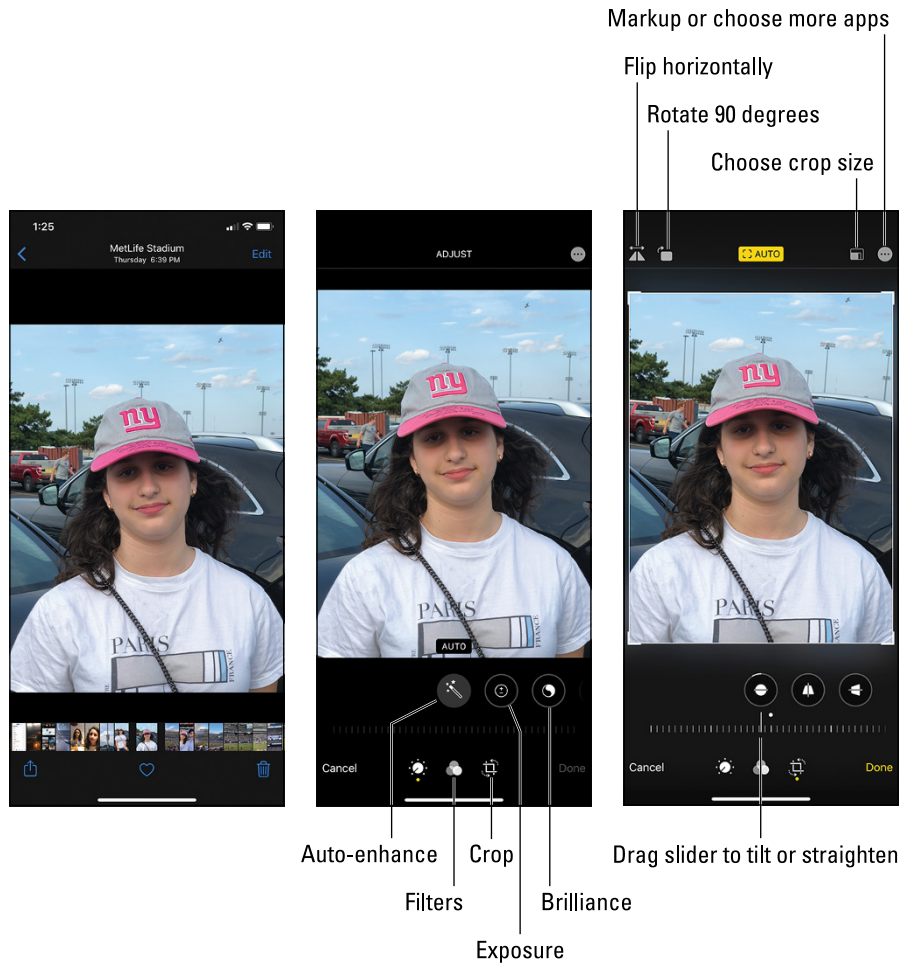 Markup or choose more apps
Flip horizontally
Rotate 90 degrees
Choose crop size
1:25
MetLife Stadium
Thursday 6:39 PM
Edit
ny
PARIS
FRANCE
ADJUST
ny
PARIS
FRANCE
AUTO
Cancel
Done
AUTO
ny
PARIS
FRANCE
Cancel
Done
Auto-enhance
Crop
Drag slider to tilt or straighten
Filters
Brilliance
Exposure